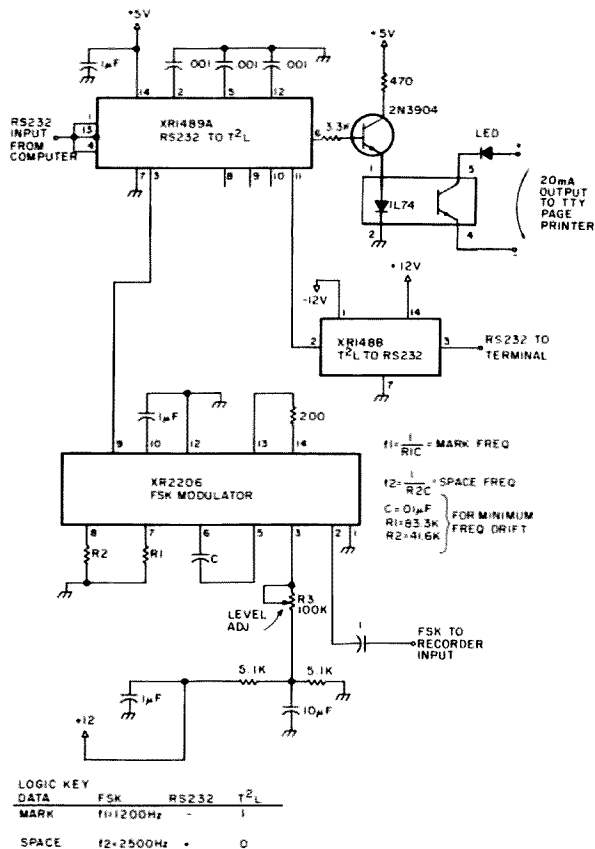 +5V
1μF
.001 .001 .001
14 2 5 12
RS232
INPUT
FROM
COMPUTER
1
13
4
XR1489A
RS232 TO T²L
6
3.3K
7 3 8 9 10 11
+5V
470
2N3904
LED
1
5
IL74
2
4
+
-
20mA
OUTPUT
TO TTY
PAGE
PRINTER
-12V
+12V
1
14
2
XR1488
T²L TO RS232
3
RS232 TO
TERMINAL
7
1μF
200
9 10 12 13 14
XR2206
FSK MODULATOR
8 7 6 5 3 2 1
R2
R1
C
f1=1/R1C = MARK FREQ
f2=1/R2C = SPACE FREQ
C=.01μF
R1=83.3K
R2=41.6K
FOR MINIMUM
FREQ DRIFT
LEVEL
ADJ
R3
100K
.1
FSK TO
RECORDER
INPUT
5.1K
5.1K
1μF
10μF
+12
LOGIC KEY
DATA FSK RS232 T²L
MARK f1=1200Hz - 1
SPACE f2=2500Hz + 0